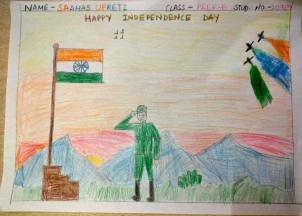 NAME - SAAHAS UPRETI CLASS - PREP-B STUD. NO.-
HAPPY INDEPENDENCE DAY